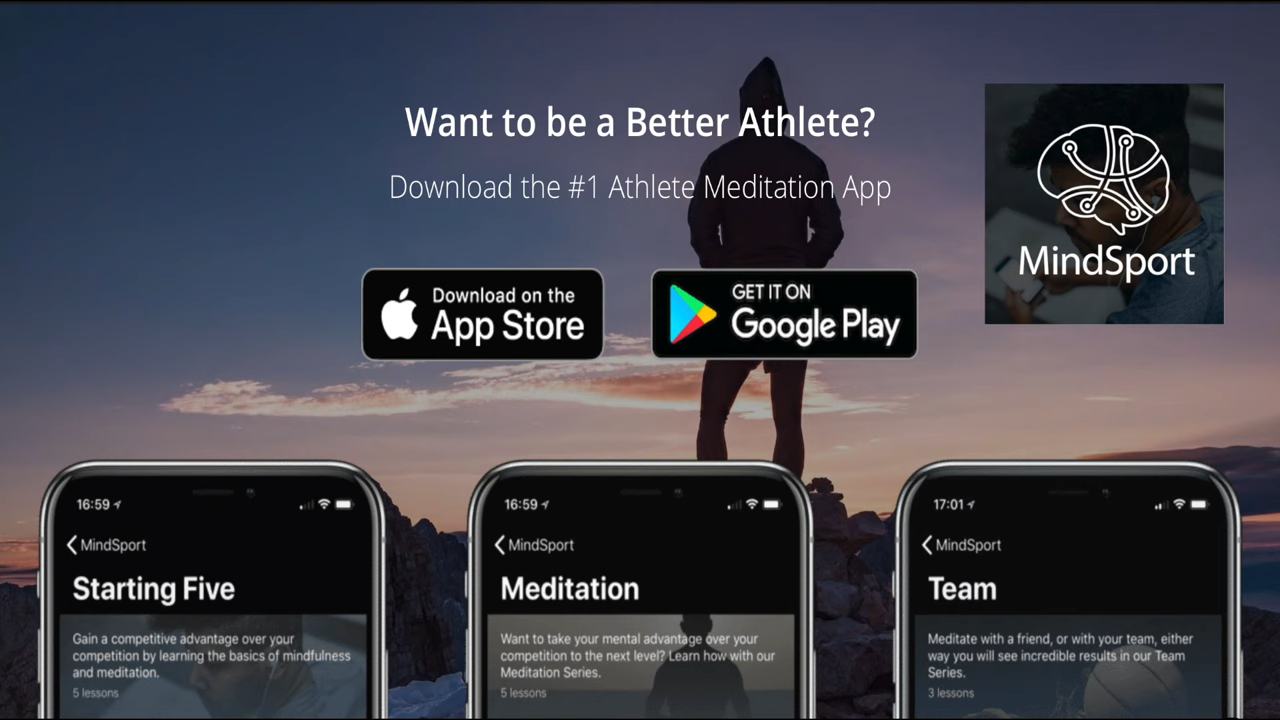 Want to be a Better Athlete?
Download the #1 Athlete Meditation App
MindSport
Download on the
App Store
GET IT ON
Google Play
16:59
MindSport
Starting Five
Gain a competitive advantage over your
competition by learning the basics of mindfulness
and meditation.
5 lessons
16:59
MindSport
Meditation
Want to take your mental advantage over your
competition to the next level? Learn how with our
Meditation Series.
5 lessons
17:01
MindSport
Team
Meditate with a friend, or with your team, either
way you will see incredible results in our Team
Series.
3 lessons